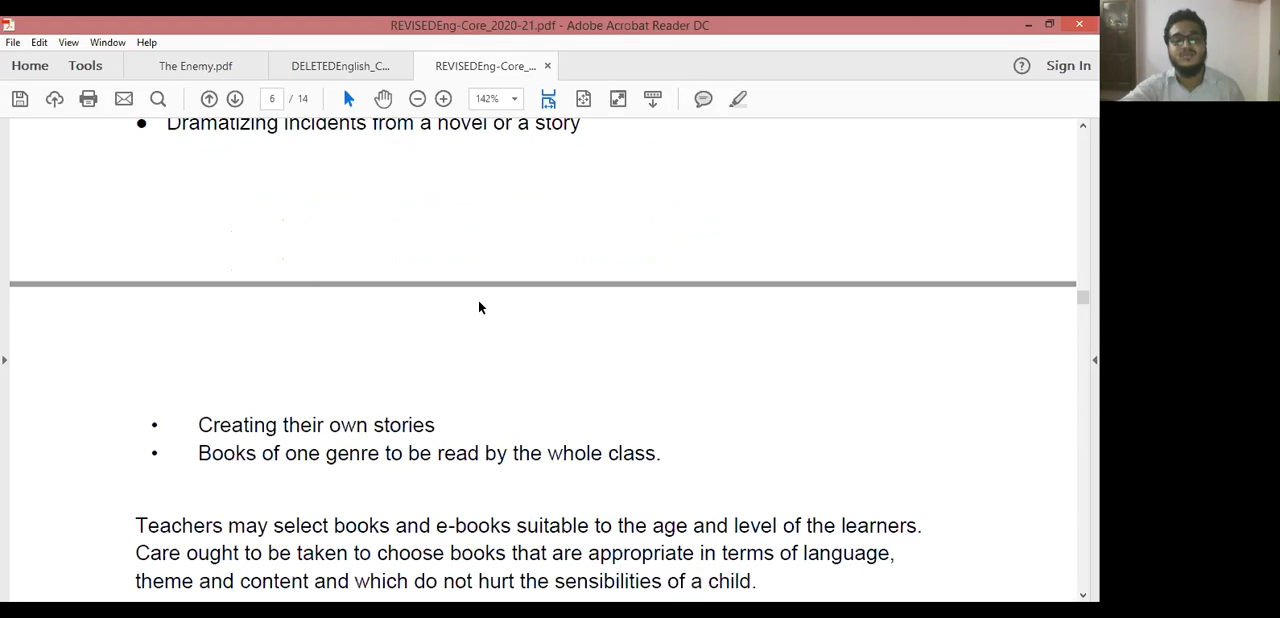 REVISEDEng-Core_2020-21.pdf - Adobe Acrobat Reader DC
File Edit View Window Help
Home Tools The Enemy.pdf DELETEDEnglish_C... REVISEDEng-Core_... × Sign In
6 / 14 142%
● Dramatizing incidents from a novel or a story
• Creating their own stories
• Books of one genre to be read by the whole class.
Teachers may select books and e-books suitable to the age and level of the learners.
Care ought to be taken to choose books that are appropriate in terms of language,
theme and content and which do not hurt the sensibilities of a child.